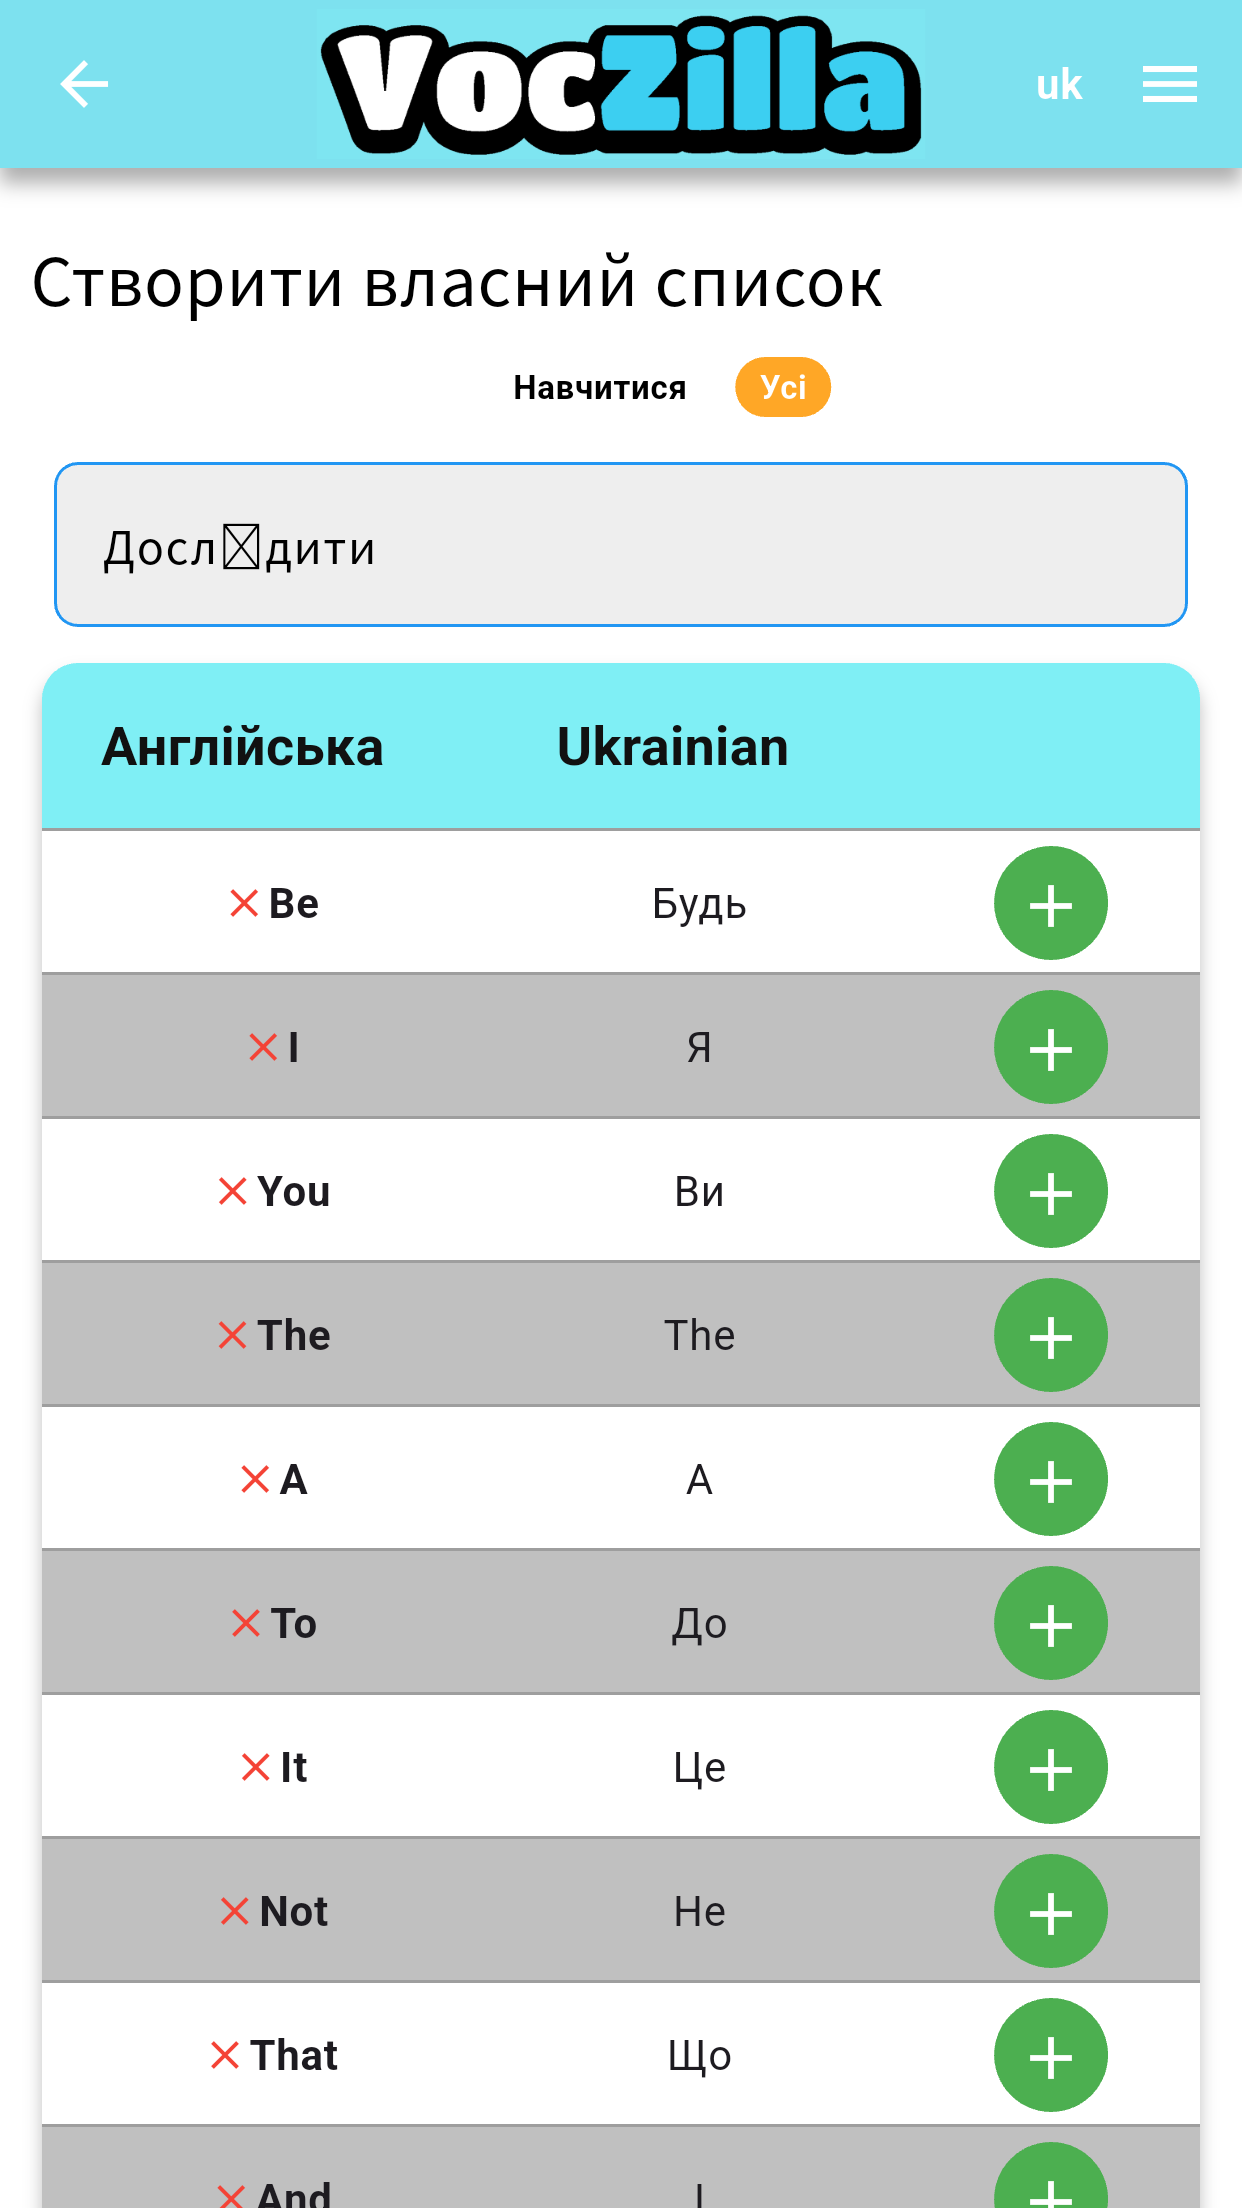 VocZilla
uk
Створити власний список
Навчитися Усі
Досл дити
Англійська Ukrainian
Be Будь
I Я
You Ви
The The
A А
To До
It Це
Not Не
That Що
And І